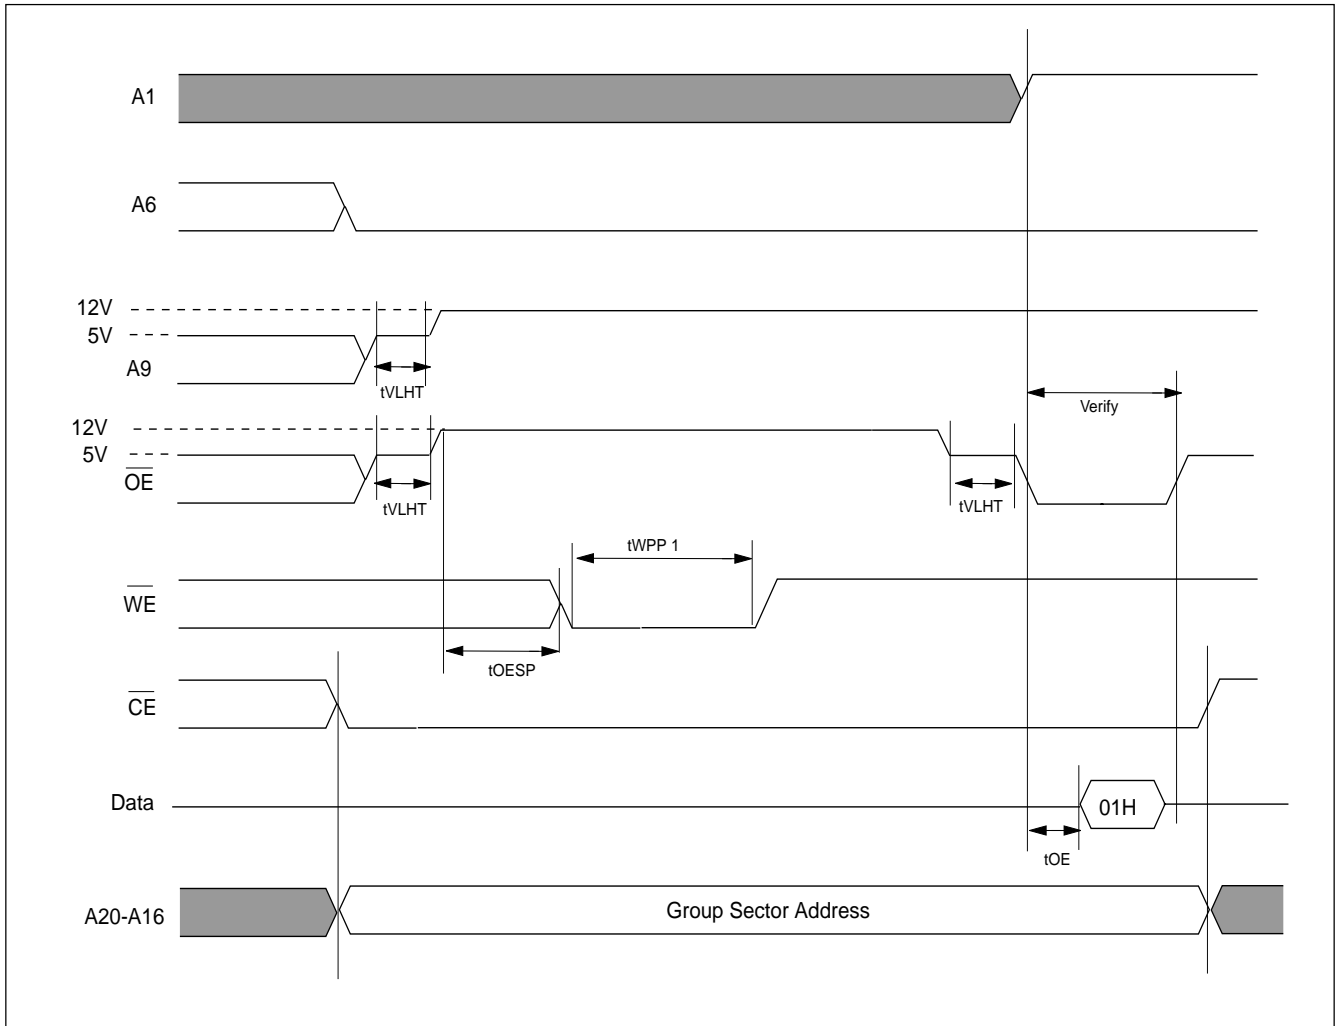 A1
A6
12V
5V
A9
tVLHT
Verify
12V
5V
OE
tVLHT
tVLHT
tWPP 1
WE
tOESP
CE
Data
01H
tOE
A20-A16
Group Sector Address